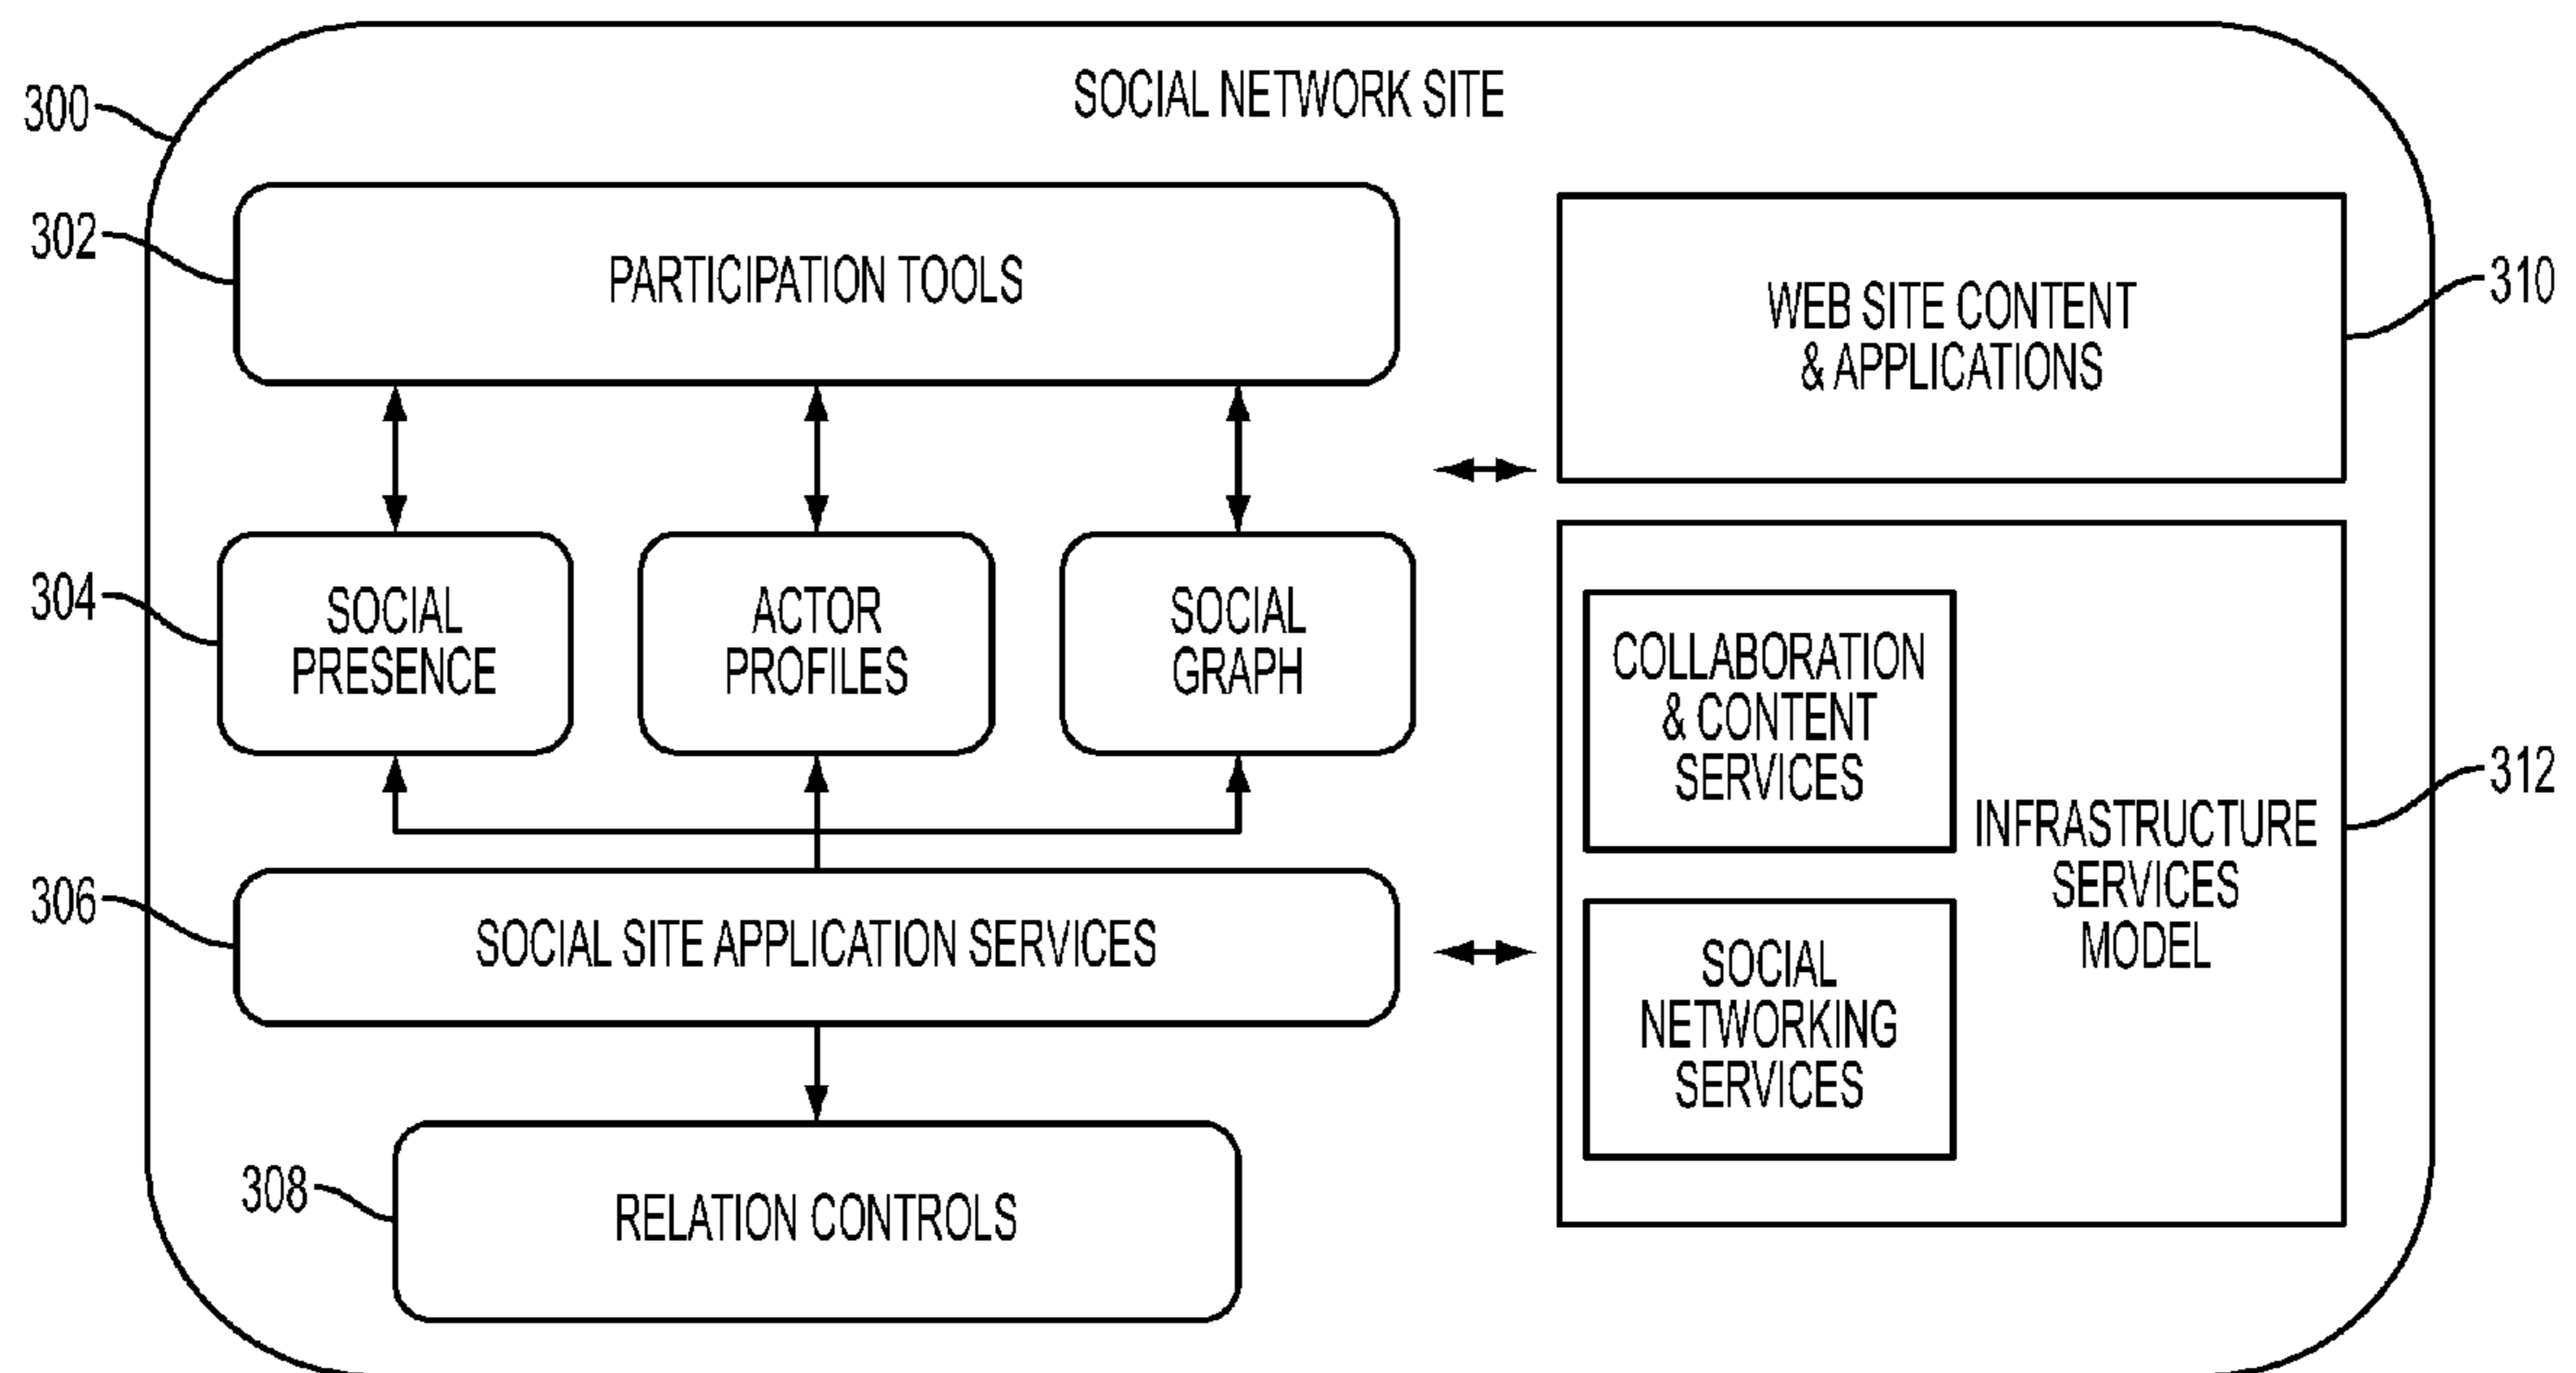 SOCIAL NETWORK SITE
300
302
PARTICIPATION TOOLS
WEB SITE CONTENT
& APPLICATIONS
310
304
SOCIAL
PRESENCE
ACTOR
PROFILES
SOCIAL
GRAPH
COLLABORATION
& CONTENT
SERVICES
INFRASTRUCTURE
SERVICES
MODEL
312
306
SOCIAL SITE APPLICATION SERVICES
SOCIAL
NETWORKING
SERVICES
308
RELATION CONTROLS